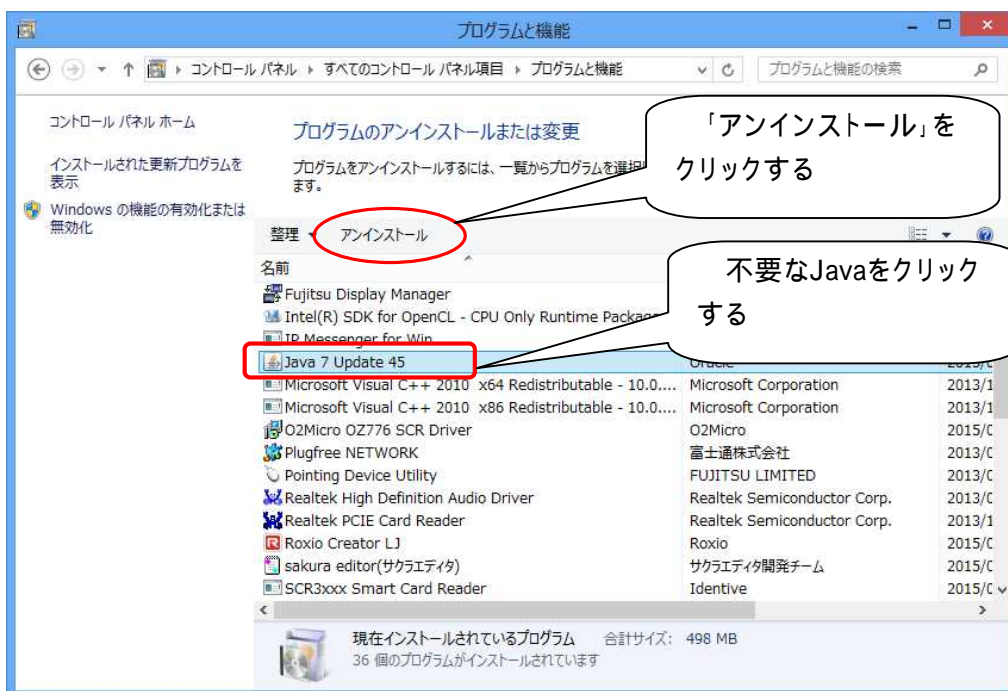 プログラムと機能
コントロール パネル ▸ すべてのコントロール パネル項目 ▸ プログラムと機能
プログラムと機能の検索
コントロール パネル ホーム
インストールされた更新プログラムを
表示
Windows の機能の有効化または
無効化
プログラムのアンインストールまたは変更
プログラムをアンインストールするには、一覧からプログラムを選択
ます。
「アンインストール」を
クリックする
整理 アンインストール
名前
不要なJavaをクリック
する
Fujitsu Display Manager
Intel(R) SDK for OpenCL - CPU Only Runtime Package
IP Messenger for Win
Java 7 Update 45 Oracle 2015/0
Microsoft Visual C++ 2010 x64 Redistributable - 10.0.... Microsoft Corporation 2013/1
Microsoft Visual C++ 2010 x86 Redistributable - 10.0.... Microsoft Corporation 2013/1
O2Micro OZ776 SCR Driver O2Micro 2015/0
Plugfree NETWORK 富士通株式会社 2013/0
Pointing Device Utility FUJITSU LIMITED 2013/0
Realtek High Definition Audio Driver Realtek Semiconductor Corp. 2013/0
Realtek PCIE Card Reader Realtek Semiconductor Corp. 2013/1
Roxio Creator LJ Roxio 2015/0
sakura editor(サクラエディタ) サクラエディタ開発チーム 2015/0
SCR3xxx Smart Card Reader Identive 2015/0
現在インストールされているプログラム 合計サイズ: 498 MB
36 個のプログラムがインストールされています